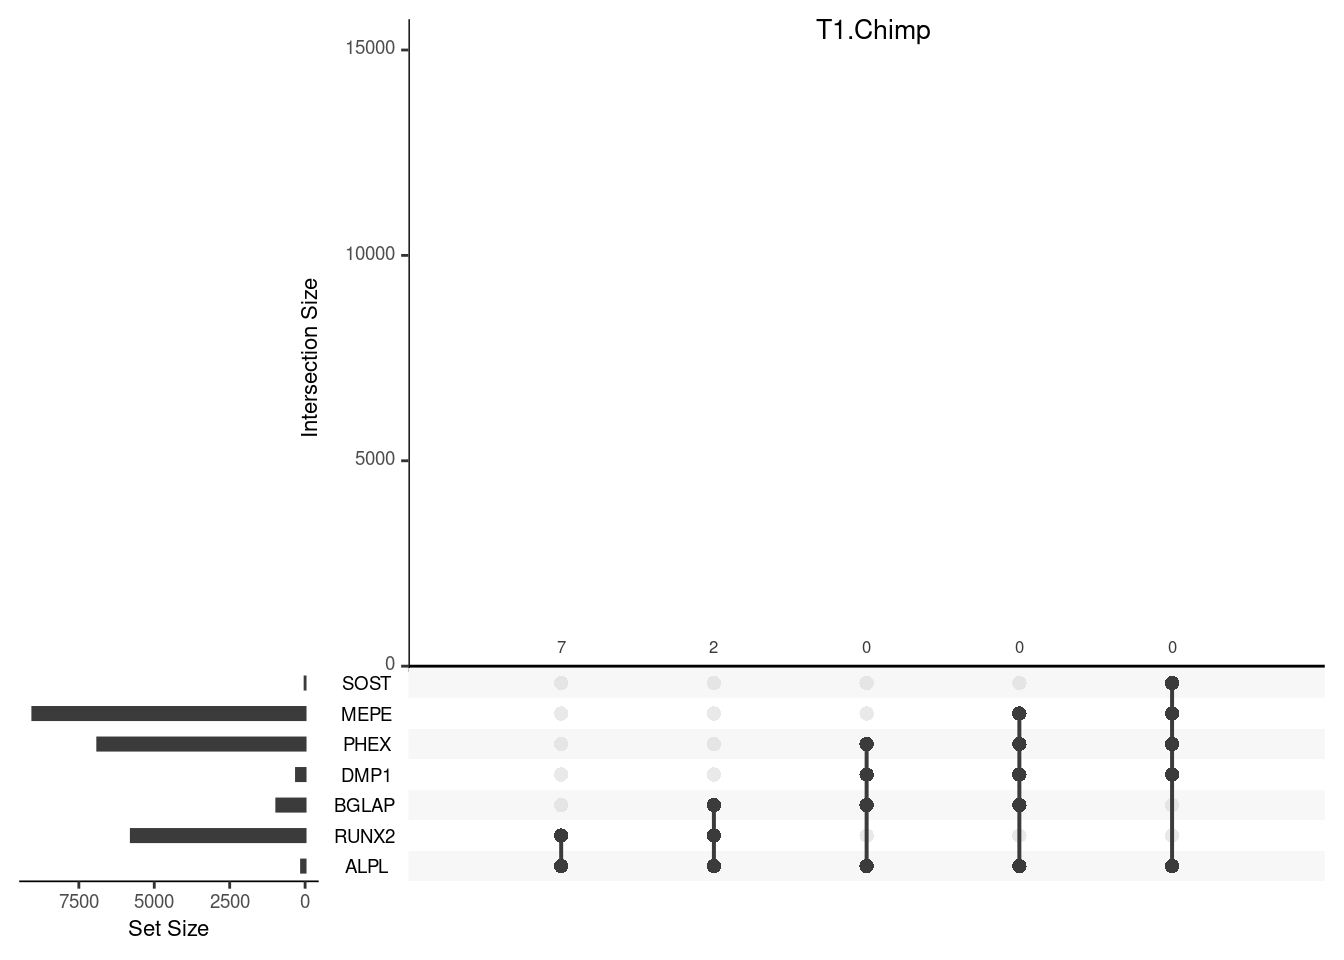 T1.Chimp
15000
10000
5000
0
Intersection Size
7 2 0 0 0
SOST
MEPE
PHEX
DMP1
BGLAP
RUNX2
ALPL
7500 5000 2500 0
Set Size